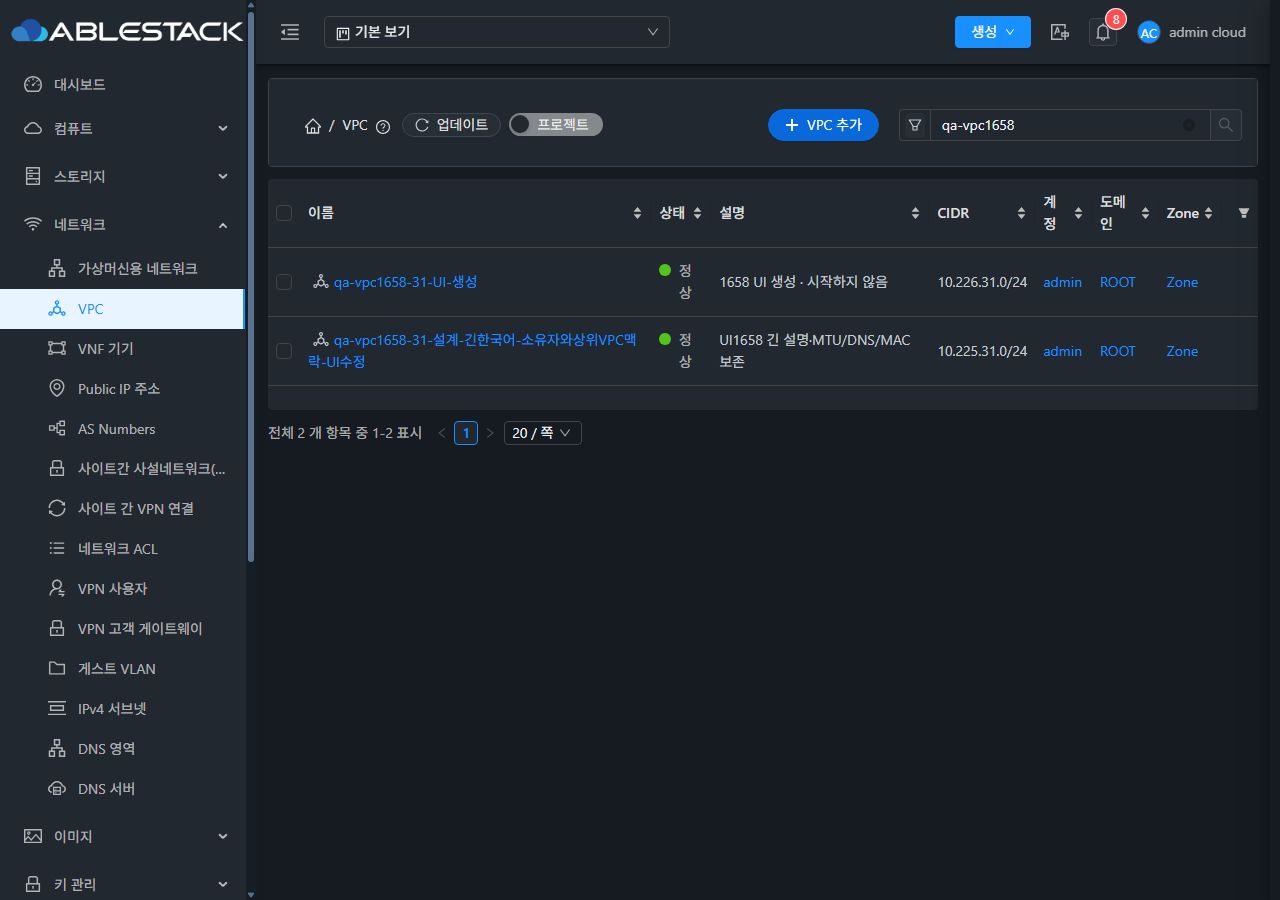 ABLESTACK
기본 보기
생성
8
AC
admin cloud
대시보드
컴퓨트
스토리지
네트워크
가상머신용 네트워크
VPC
VNF 기기
Public IP 주소
AS Numbers
사이트간 사설네트워크(...
사이트 간 VPN 연결
네트워크 ACL
VPN 사용자
VPN 고객 게이트웨이
게스트 VLAN
IPv4 서브넷
DNS 영역
DNS 서버
이미지
키 관리
/ VPC
업데이트
프로젝트
+ VPC 추가
qa-vpc1658
이름 상태 설명 CIDR 계정 도메인 Zone
qa-vpc1658-31-UI-생성 정상 1658 UI 생성 · 시작하지 않음 10.226.31.0/24 admin ROOT Zone
qa-vpc1658-31-설계-긴한국어-소유자와상위VPC맥
락-UI수정
정상
UI1658 긴 설명·MTU/DNS/MAC
보존
10.225.31.0/24 admin ROOT Zone
전체 2 개 항목 중 1-2 표시 < 1 > 20 / 쪽